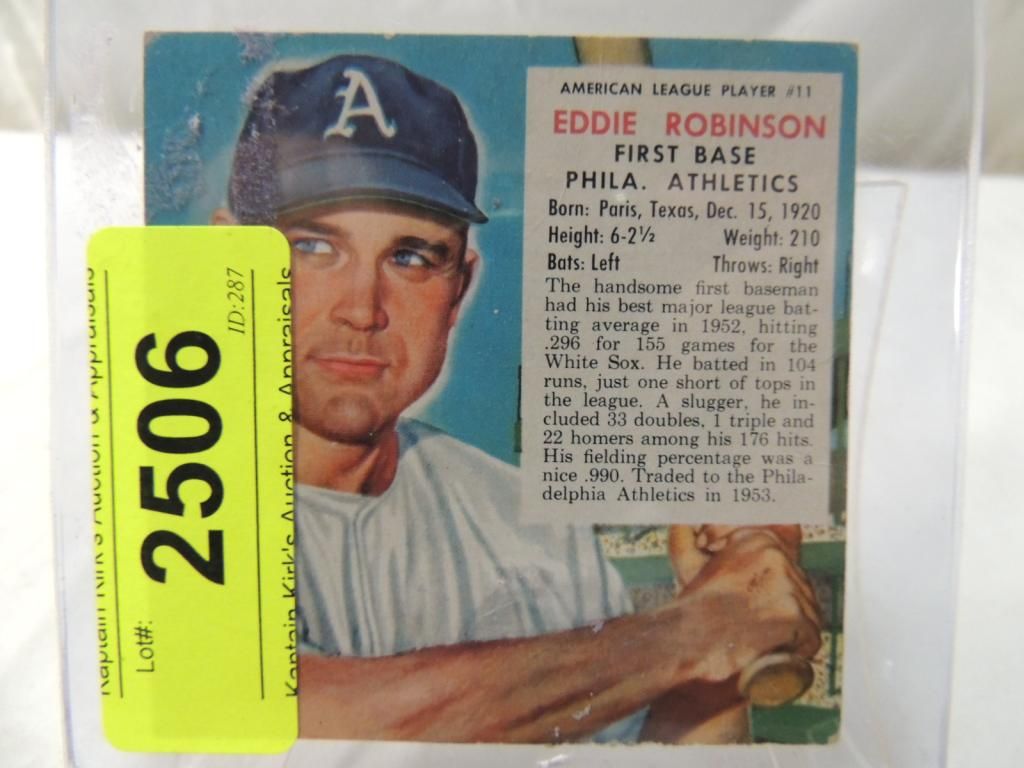 A
AMERICAN LEAGUE PLAYER #11
EDDIE ROBINSON
FIRST BASE
PHILA. ATHLETICS
Born: Paris, Texas, Dec. 15, 1920
Height: 6-2½ Weight: 210
Bats: Left Throws: Right
The handsome first baseman
had his best major league bat-
ting average in 1952, hitting
.296 for 155 games for the
White Sox. He batted in 104
runs, just one short of tops in
the league. A slugger, he in-
cluded 33 doubles, 1 triple and
22 homers among his 176 hits.
His fielding percentage was a
nice .990. Traded to the Phila-
delphia Athletics in 1953.
Kaptain Kirk's Auction & Appraisals
Lot#:
2506
ID:287
Kaptain Kirk's Auction & Appraisals